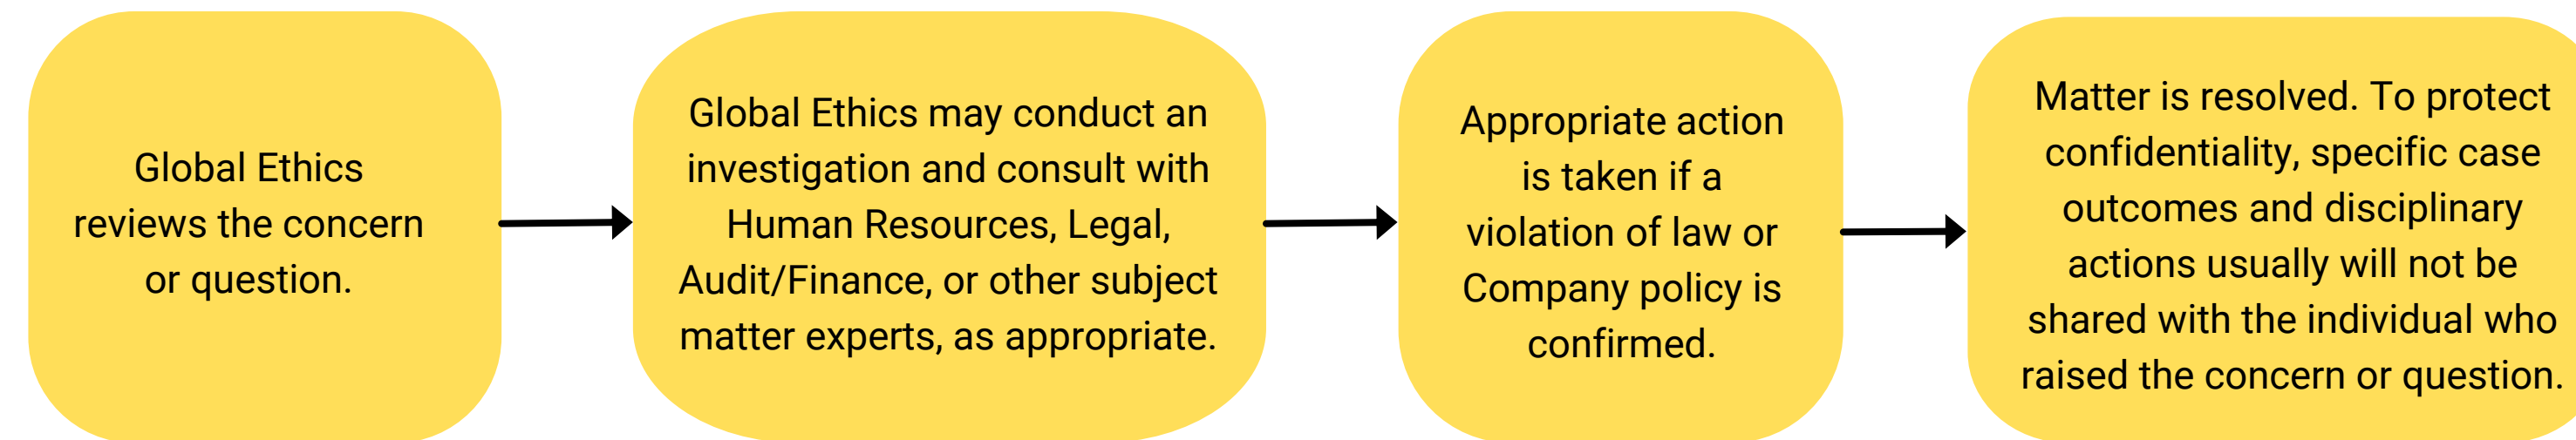 Global Ethics
reviews the concern
or question.
Global Ethics may conduct an
investigation and consult with
Human Resources, Legal,
Audit/Finance, or other subject
matter experts, as appropriate.
Appropriate action
is taken if a
violation of law or
Company policy is
confirmed.
Matter is resolved. To protect
confidentiality, specific case
outcomes and disciplinary
actions usually will not be
shared with the individual who
raised the concern or question.